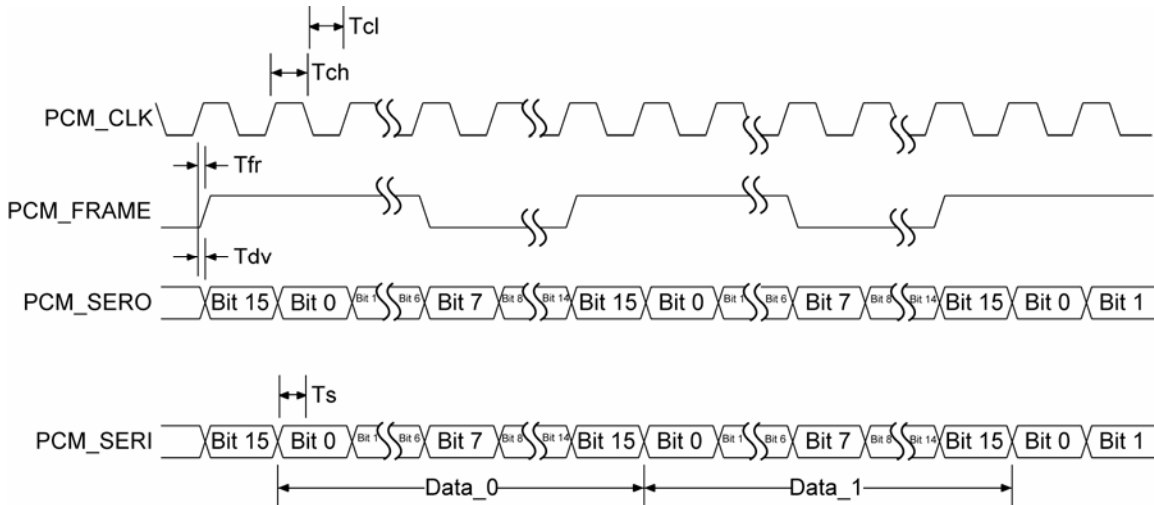 Tcl
Tch
PCM_CLK
Tfr
PCM_FRAME
Tdv
PCM_SERO Bit 15 Bit 0 Bit 1 Bit 6 Bit 7 Bit 8 Bit 14 Bit 15 Bit 0 Bit 1 Bit 6 Bit 7 Bit 8 Bit 14 Bit 15 Bit 0 Bit 1
Ts
PCM_SERI Bit 15 Bit 0 Bit 1 Bit 6 Bit 7 Bit 8 Bit 14 Bit 15 Bit 0 Bit 1 Bit 6 Bit 7 Bit 8 Bit 14 Bit 15 Bit 0 Bit 1
Data_0 Data_1